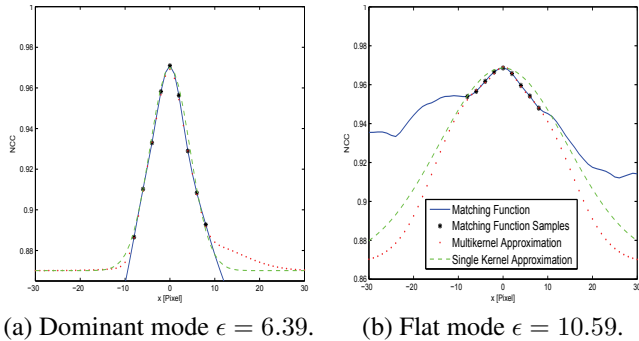 1
0.98
0.96
0.94
0.92
0.9
0.88
NCC
-30
-20
-10
0
10
20
30
x [Pixel]
1
0.98
0.96
0.94
0.92
0.9
0.88
0.86
NCC
-30
-20
-10
0
10
20
30
x [Pixel]
Matching Function
Matching Function Samples
Multikernel Approximation
Single Kernel Approximation
(a) Dominant mode ϵ = 6.39.
(b) Flat mode ϵ = 10.59.